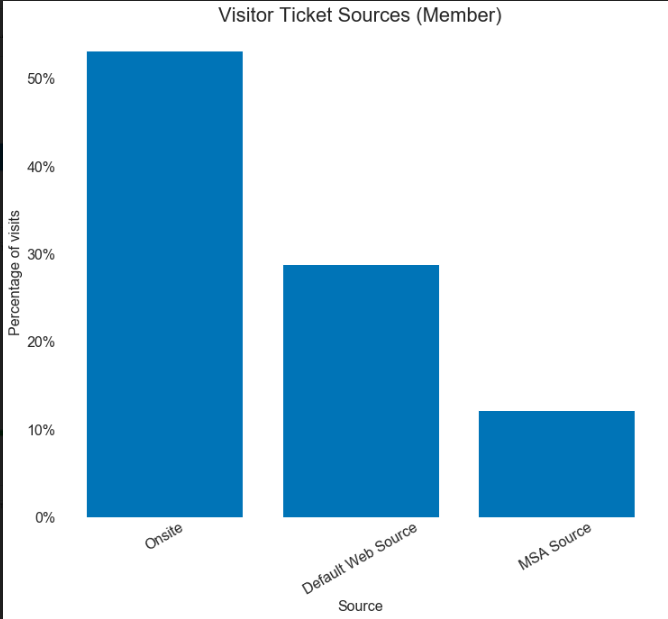 Visitor Ticket Sources (Member)
Percentage of visits
50%
40%
30%
20%
10%
0%
Onsite
Default Web Source
MSA Source
Source